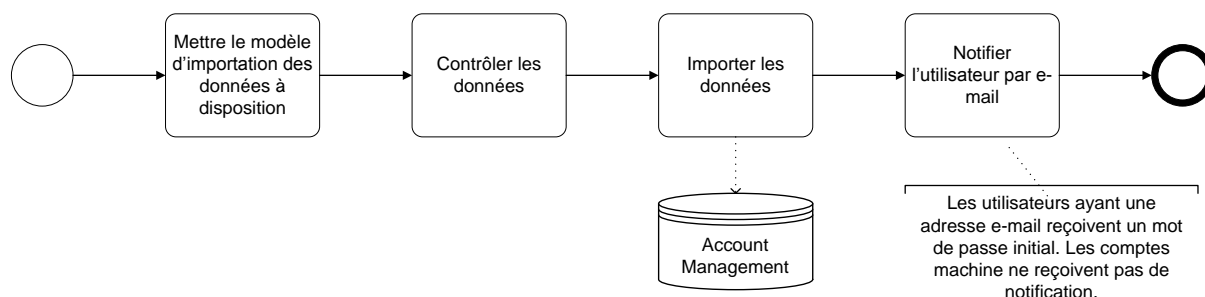 Mettre le modèle
d'importation des
données à
disposition
Contrôler les
données
Importer les
données
Notifier
l'utilisateur par e-
mail
Account
Management
Les utilisateurs ayant une
adresse e-mail reçoivent un mot
de passe initial. Les comptes
machine ne reçoivent pas de
notification.